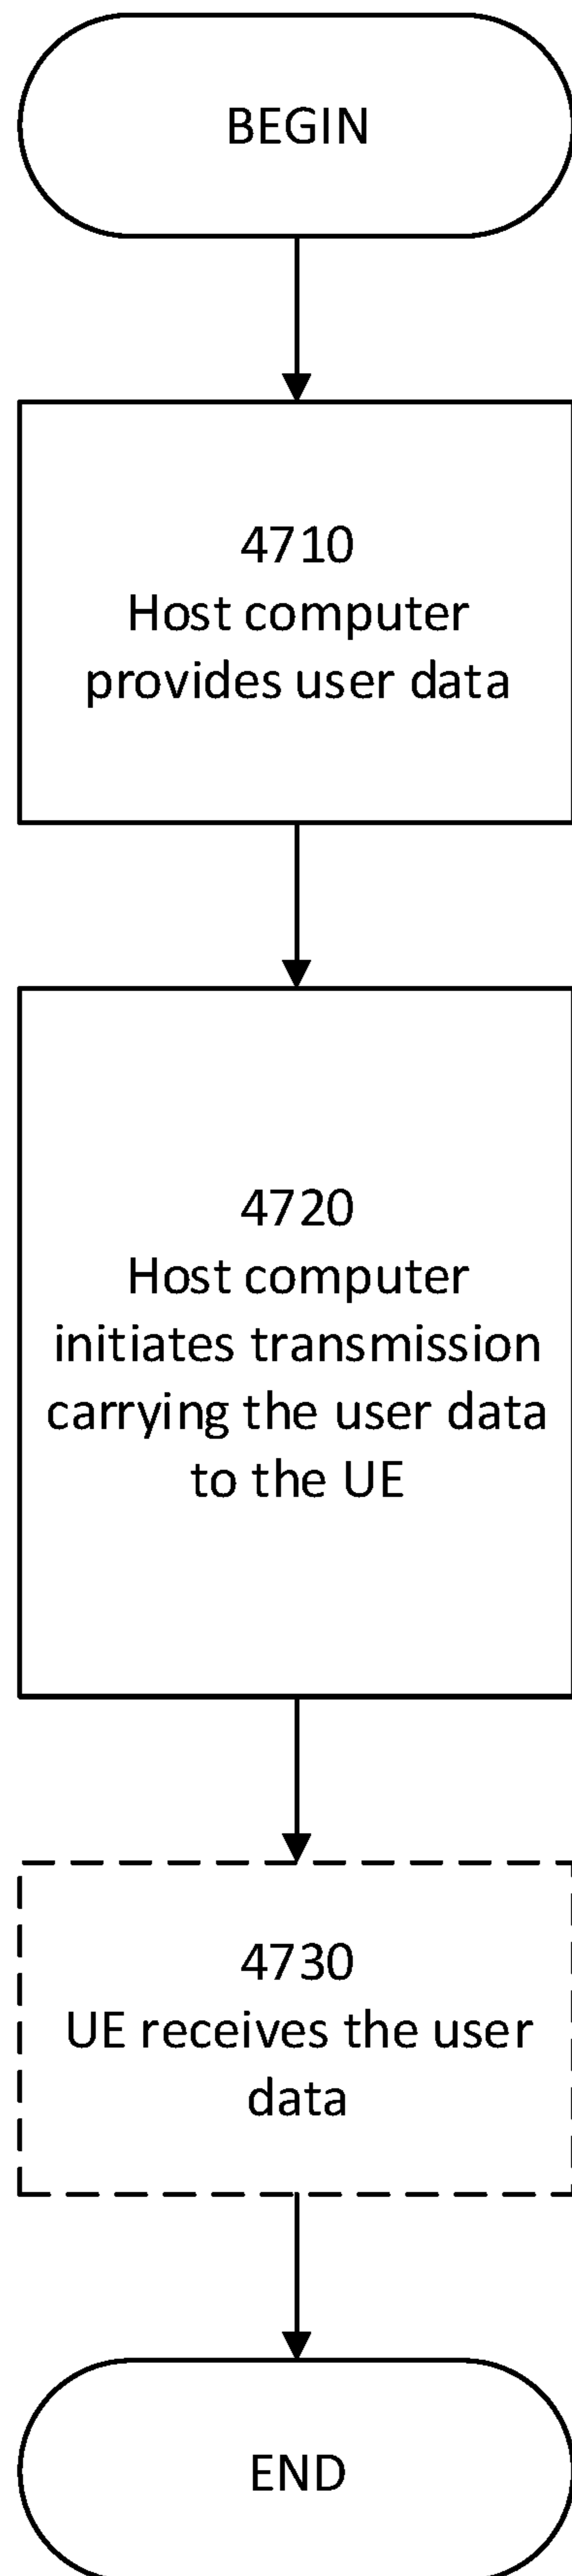 BEGIN
4710
Host computer
provides user data
4720
Host computer
initiates transmission
carrying the user data
to the UE
4730
UE receives the user
data
END